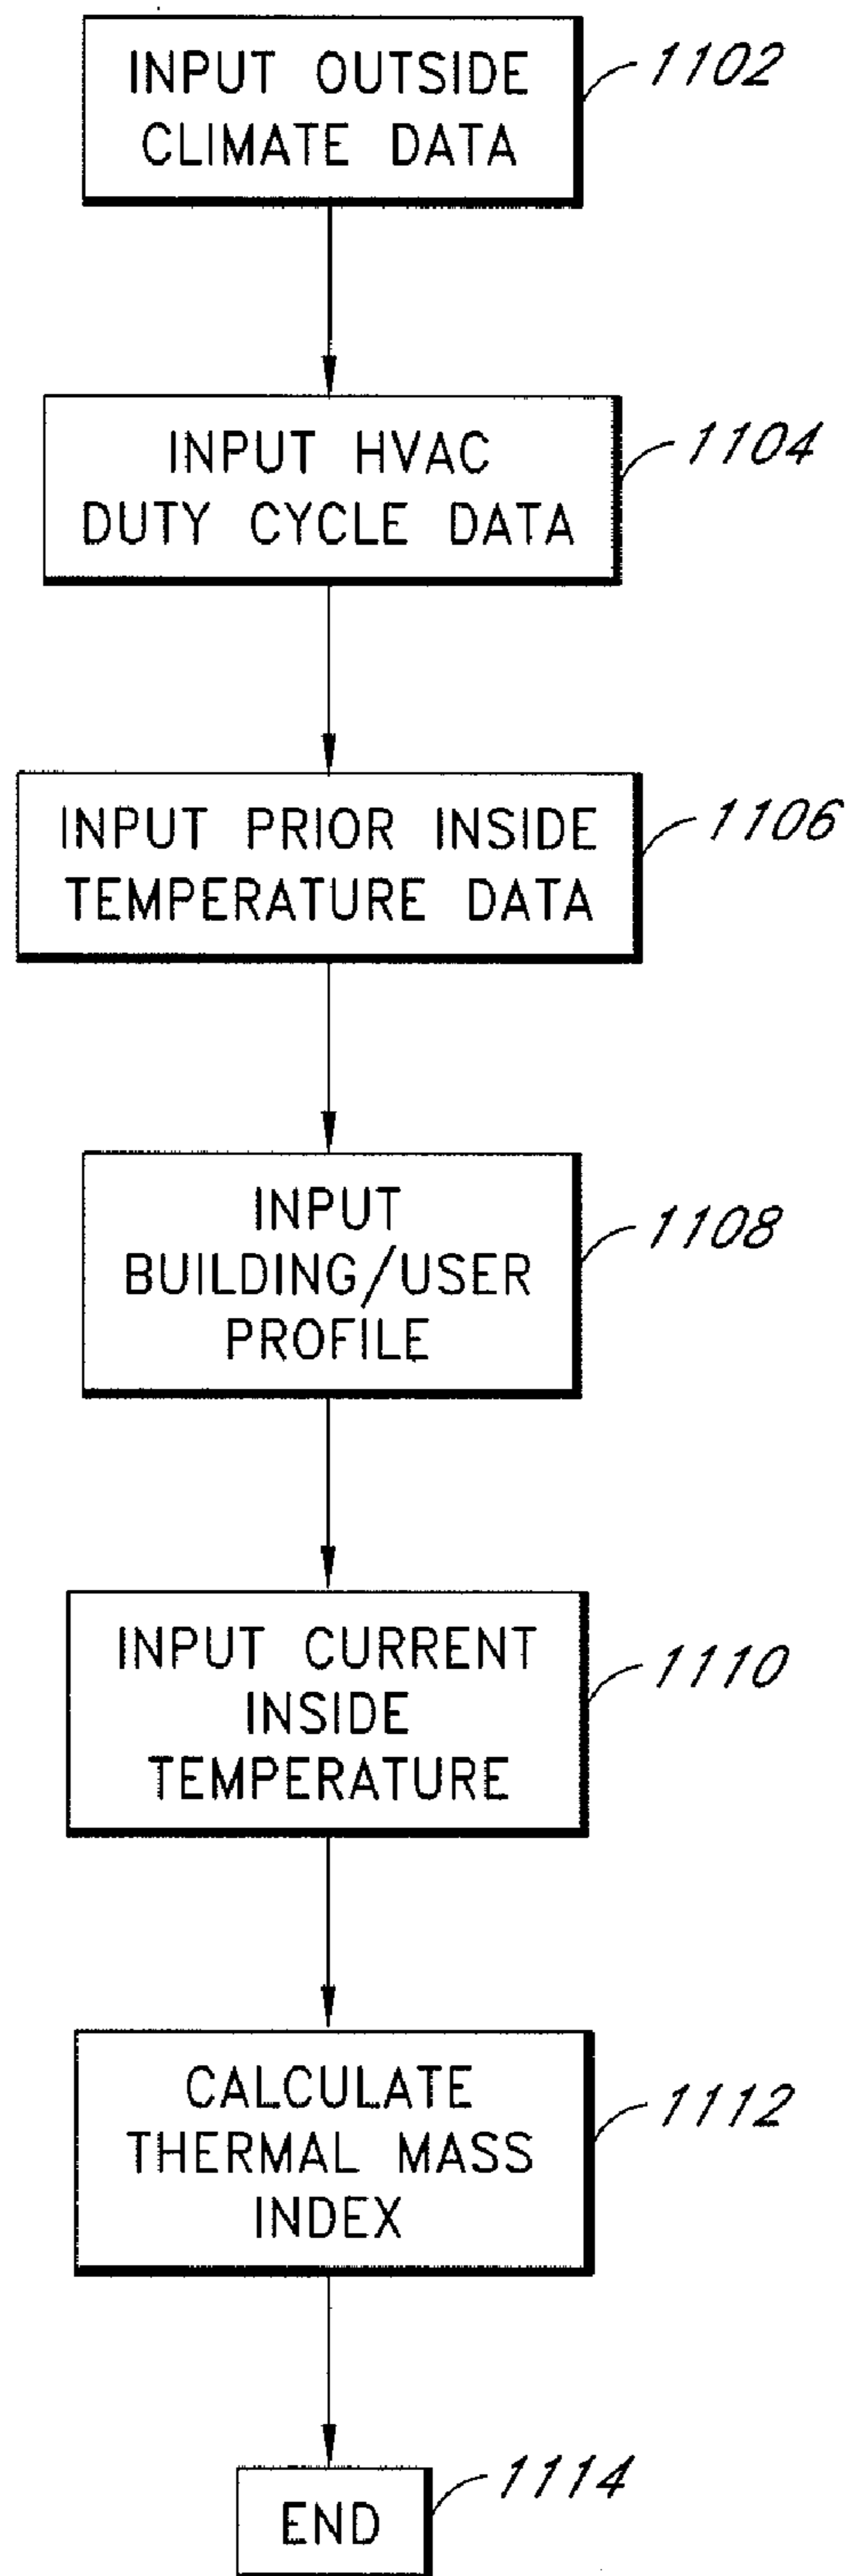 INPUT OUTSIDE
CLIMATE DATA
1102
INPUT HVAC
DUTY CYCLE DATA
1104
INPUT PRIOR INSIDE
TEMPERATURE DATA
1106
INPUT
BUILDING/USER
PROFILE
1108
INPUT CURRENT
INSIDE
TEMPERATURE
1110
CALCULATE
THERMAL MASS
INDEX
1112
END
1114